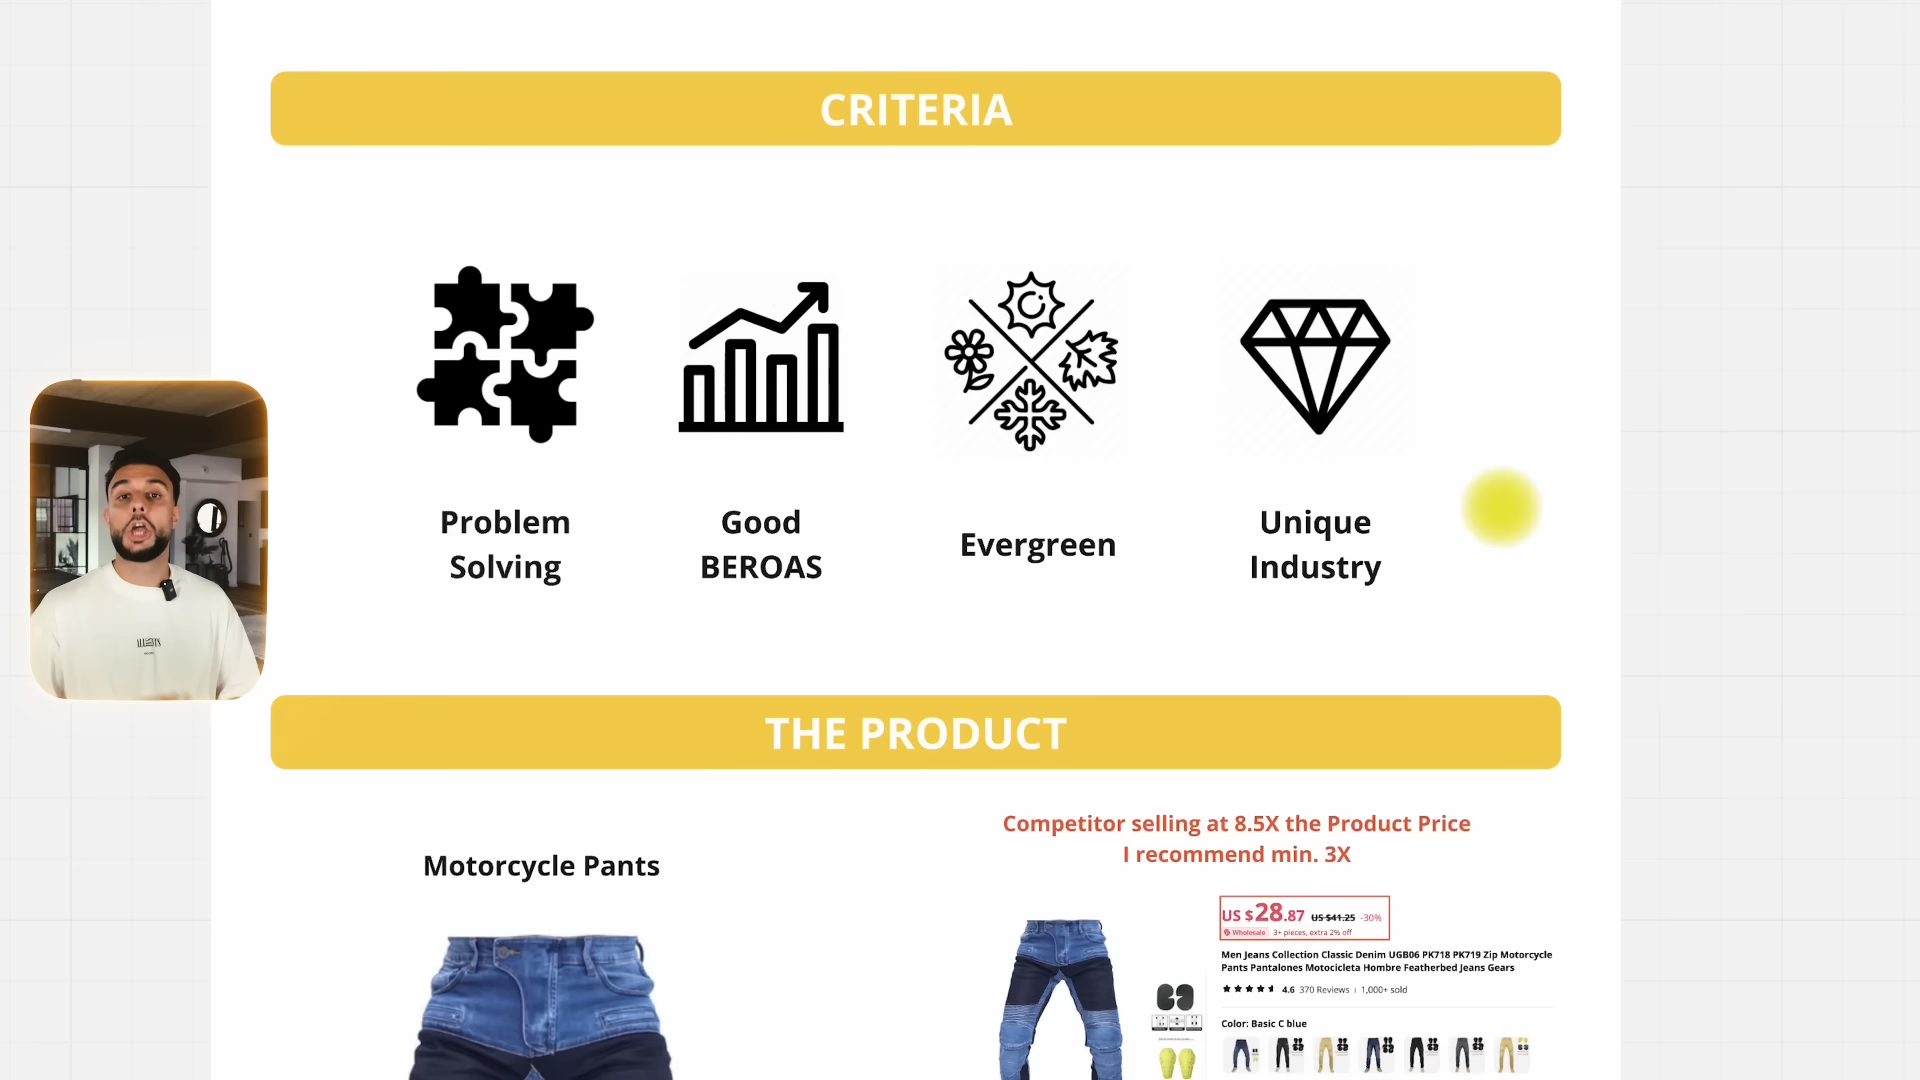 CRITERIA
Problem
Solving
Good
BEROAS
Evergreen
Unique
Industry
THE PRODUCT
Motorcycle Pants
Competitor selling at 8.5X the Product Price
I recommend min. 3X
US $28.87 US $41.25 -30%
Wholesale 3+ pieces, extra 2% off
Men Jeans Collection Classic Denim UGB06 PK718 PK719 Zip Motorcycle
Pants Pantalones Motocicleta Hombre Featherbed Jeans Gears
4.6 370 Reviews | 1,000+ sold
Color: Basic C blue